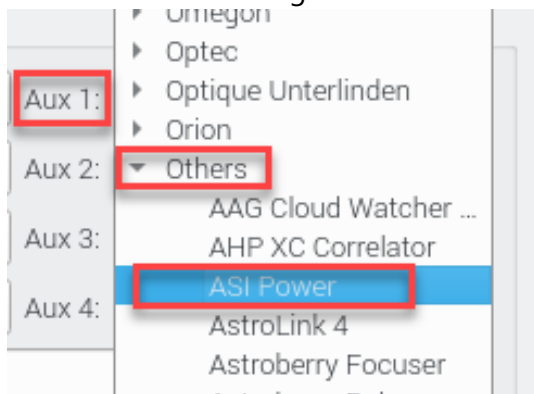 Omegon
Optec
Aux 1:
Optique Unterlinden
Orion
Aux 2:
Others
AAG Cloud Watcher ...
Aux 3:
AHP XC Correlator
ASI Power
Aux 4:
AstroLink 4
Astroberry Focuser